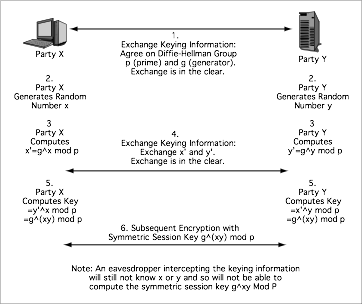 1.
Exchange Keying Information:
Agree on Diffie-Hellman Group
p (prime) and g (generator).
Exchange is in the clear.
Party X
Party Y
2.
Party X
Generates Random
Number x
2.
Party Y
Generates Random
Number y
3
Party X
Computes
x'=g^x mod p
3
Party Y
Computes
y'=g^y mod p
4.
Exchange Keying Information:
Exchange x' and y'.
Exchange is in the clear.
5.
Party X
Computes Key
=y'^x mod p
=g^(xy) mod p
5.
Party Y
Computes Key
=x'^y mod p
=g^(xy) mod p
6. Subsequent Encryption with
Symmetric Session Key g^(xy) mod p
Note: An eavesdropper intercepting the keying information
will still not know x or y and so will not be able to
compute the symmetric session key g^xy Mod P